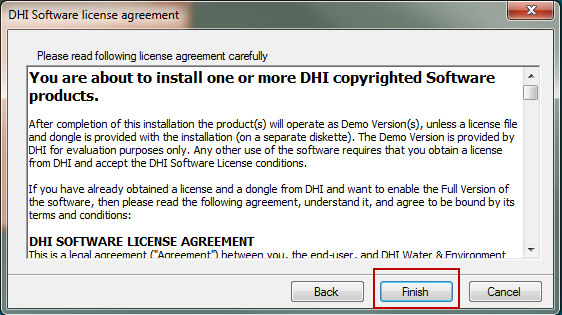 DHI Software license agreement
Please read following license agreement carefully
You are about to install one or more DHI copyrighted Software
products.
After completion of this installation the product(s) will operate as Demo Version(s), unless a license file
and dongle is provided with the installation (on a separate diskette). The Demo Version is provided by
DHI for evaluation purposes only. Any other use of the software requires that you obtain a license
from DHI and accept the DHI Software License conditions.
If you have already obtained a license and a dongle from DHI and want to enable the Full Version of
the software, then please read the following agreement, understand it, and agree to be bound by its
terms and conditions:
DHI SOFTWARE LICENSE AGREEMENT
This is a legal agreement ("Agreement") between you, the end-user, and DHI Water & Environment
Back
Finish
Cancel